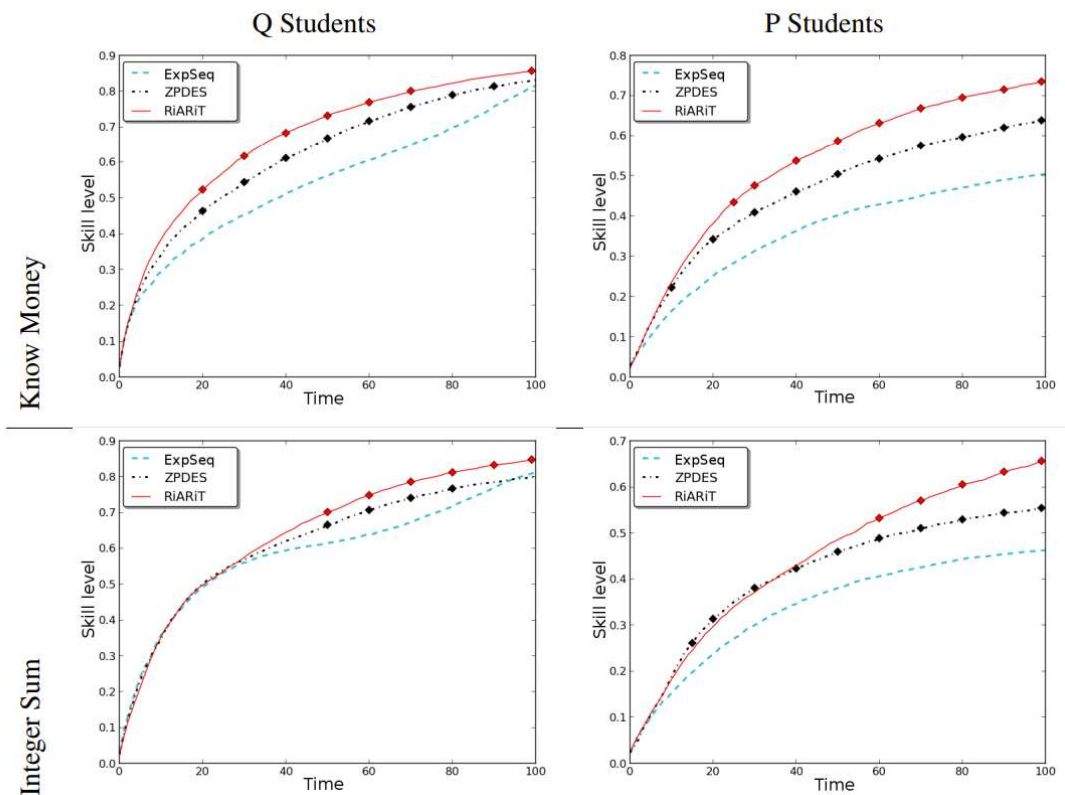 Q Students
P Students
Know Money
0.9
0.8
0.7
0.6
0.5
0.4
0.3
0.2
0.1
0.0
Skill level
ExpSeq
ZPDES
RiARiT
0 20 40 60 80 100
Time
0.8
0.7
0.6
0.5
0.4
0.3
0.2
0.1
0.0
Skill level
ExpSeq
ZPDES
RiARiT
0 20 40 60 80 100
Time
Integer Sum
0.9
0.8
0.7
0.6
0.5
0.4
0.3
0.2
0.1
0.0
Skill level
ExpSeq
ZPDES
RiARiT
0 20 40 60 80 100
Time
0.7
0.6
0.5
0.4
0.3
0.2
0.1
0.0
Skill level
ExpSeq
ZPDES
RiARiT
0 20 40 60 80 100
Time